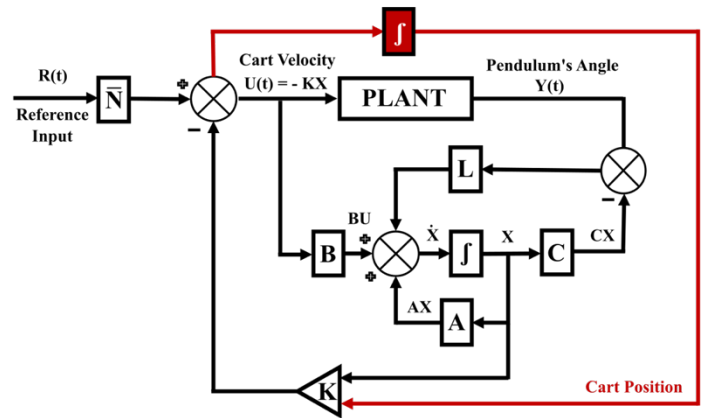 ∫
Cart Velocity
U(t) = - KX
Pendulum's Angle
Y(t)
R(t)
N̅
PLANT
Reference
Input
L
BU
Ẋ
X
CX
B
∫
C
AX
A
K
Cart Position